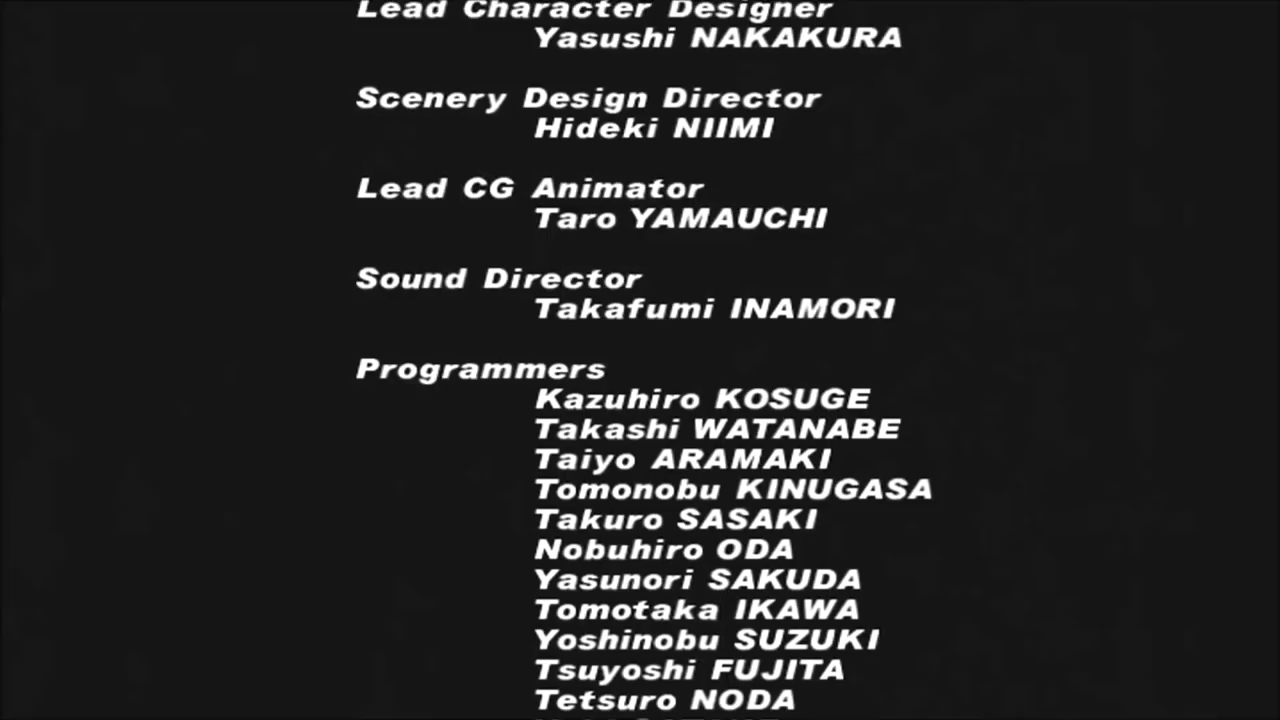 Lead Character Designer
Yasushi NAKAKURA
Scenery Design Director
Hideki NIIMI
Lead CG Animator
Taro YAMAUCHI
Sound Director
Takafumi INAMORI
Programmers
Kazuhiro KOSUGE
Takashi WATANABE
Taiyo ARAMAKI
Tomonobu KINUGASA
Takuro SASAKI
Nobuhiro ODA
Yasunori SAKUDA
Tomotaka IKAWA
Yoshinobu SUZUKI
Tsuyoshi FUJITA
Tetsuro NODA